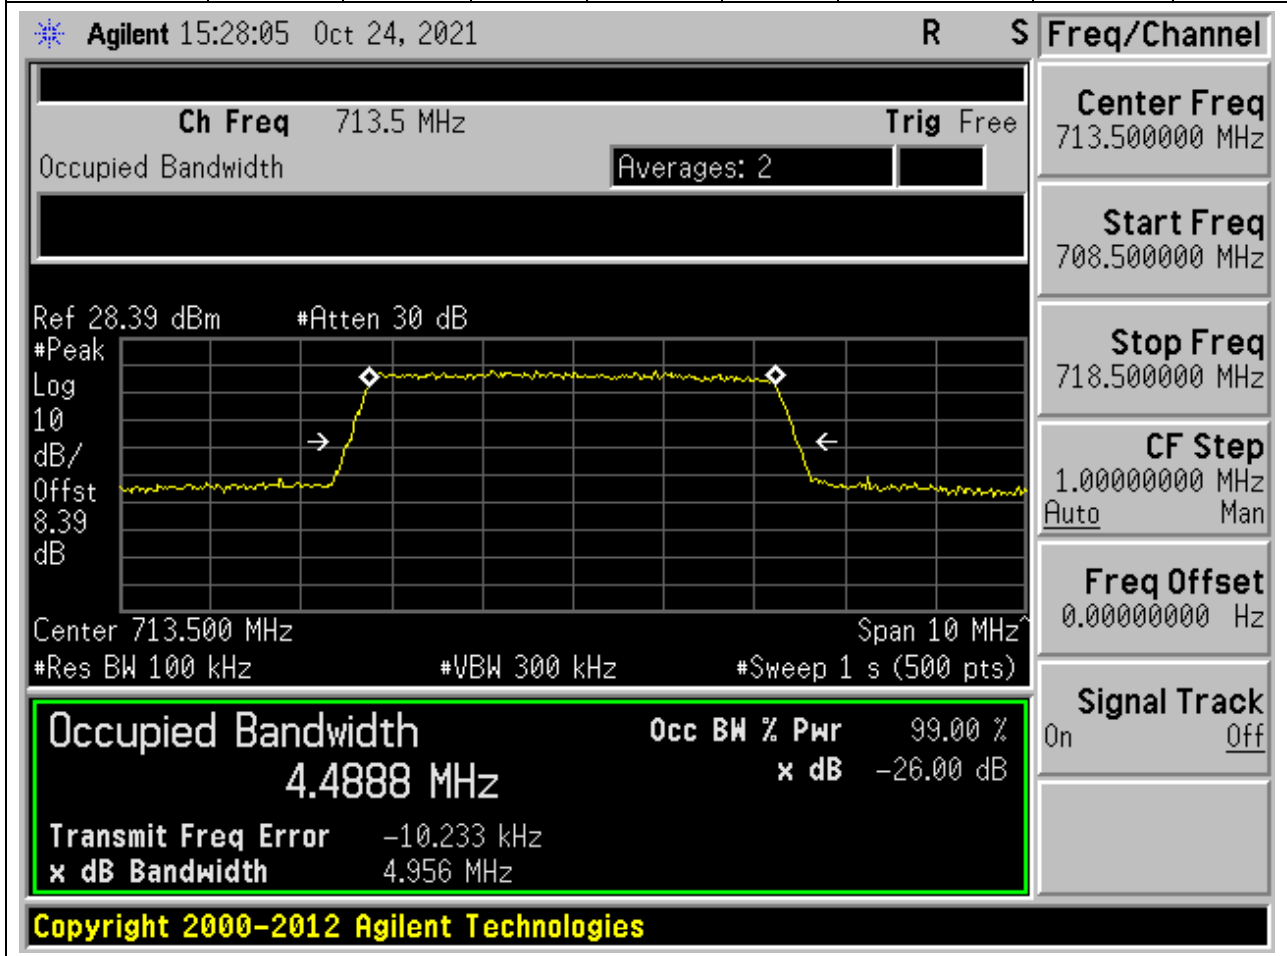 Agilent 15:28:05 Oct 24, 2021 R S
Ch Freq 713.5 MHz Trig Free
Occupied Bandwidth Averages: 2
Ref 28.39 dBm #Atten 30 dB
#Peak
Log
10
dB/
Offst
8.39
dB
Center 713.500 MHz Span 10 MHz^
#Res BW 100 kHz #VBW 300 kHz #Sweep 1 s (500 pts)
Occupied Bandwidth Occ BW % Pwr 99.00 %
4.4888 MHz x dB -26.00 dB
Transmit Freq Error -10.233 kHz
x dB Bandwidth 4.956 MHz
Copyright 2000-2012 Agilent Technologies
Freq/Channel
Center Freq
713.500000 MHz
Start Freq
708.500000 MHz
Stop Freq
718.500000 MHz
CF Step
1.00000000 MHz
Auto Man
Freq Offset
0.00000000 Hz
Signal Track
On Off